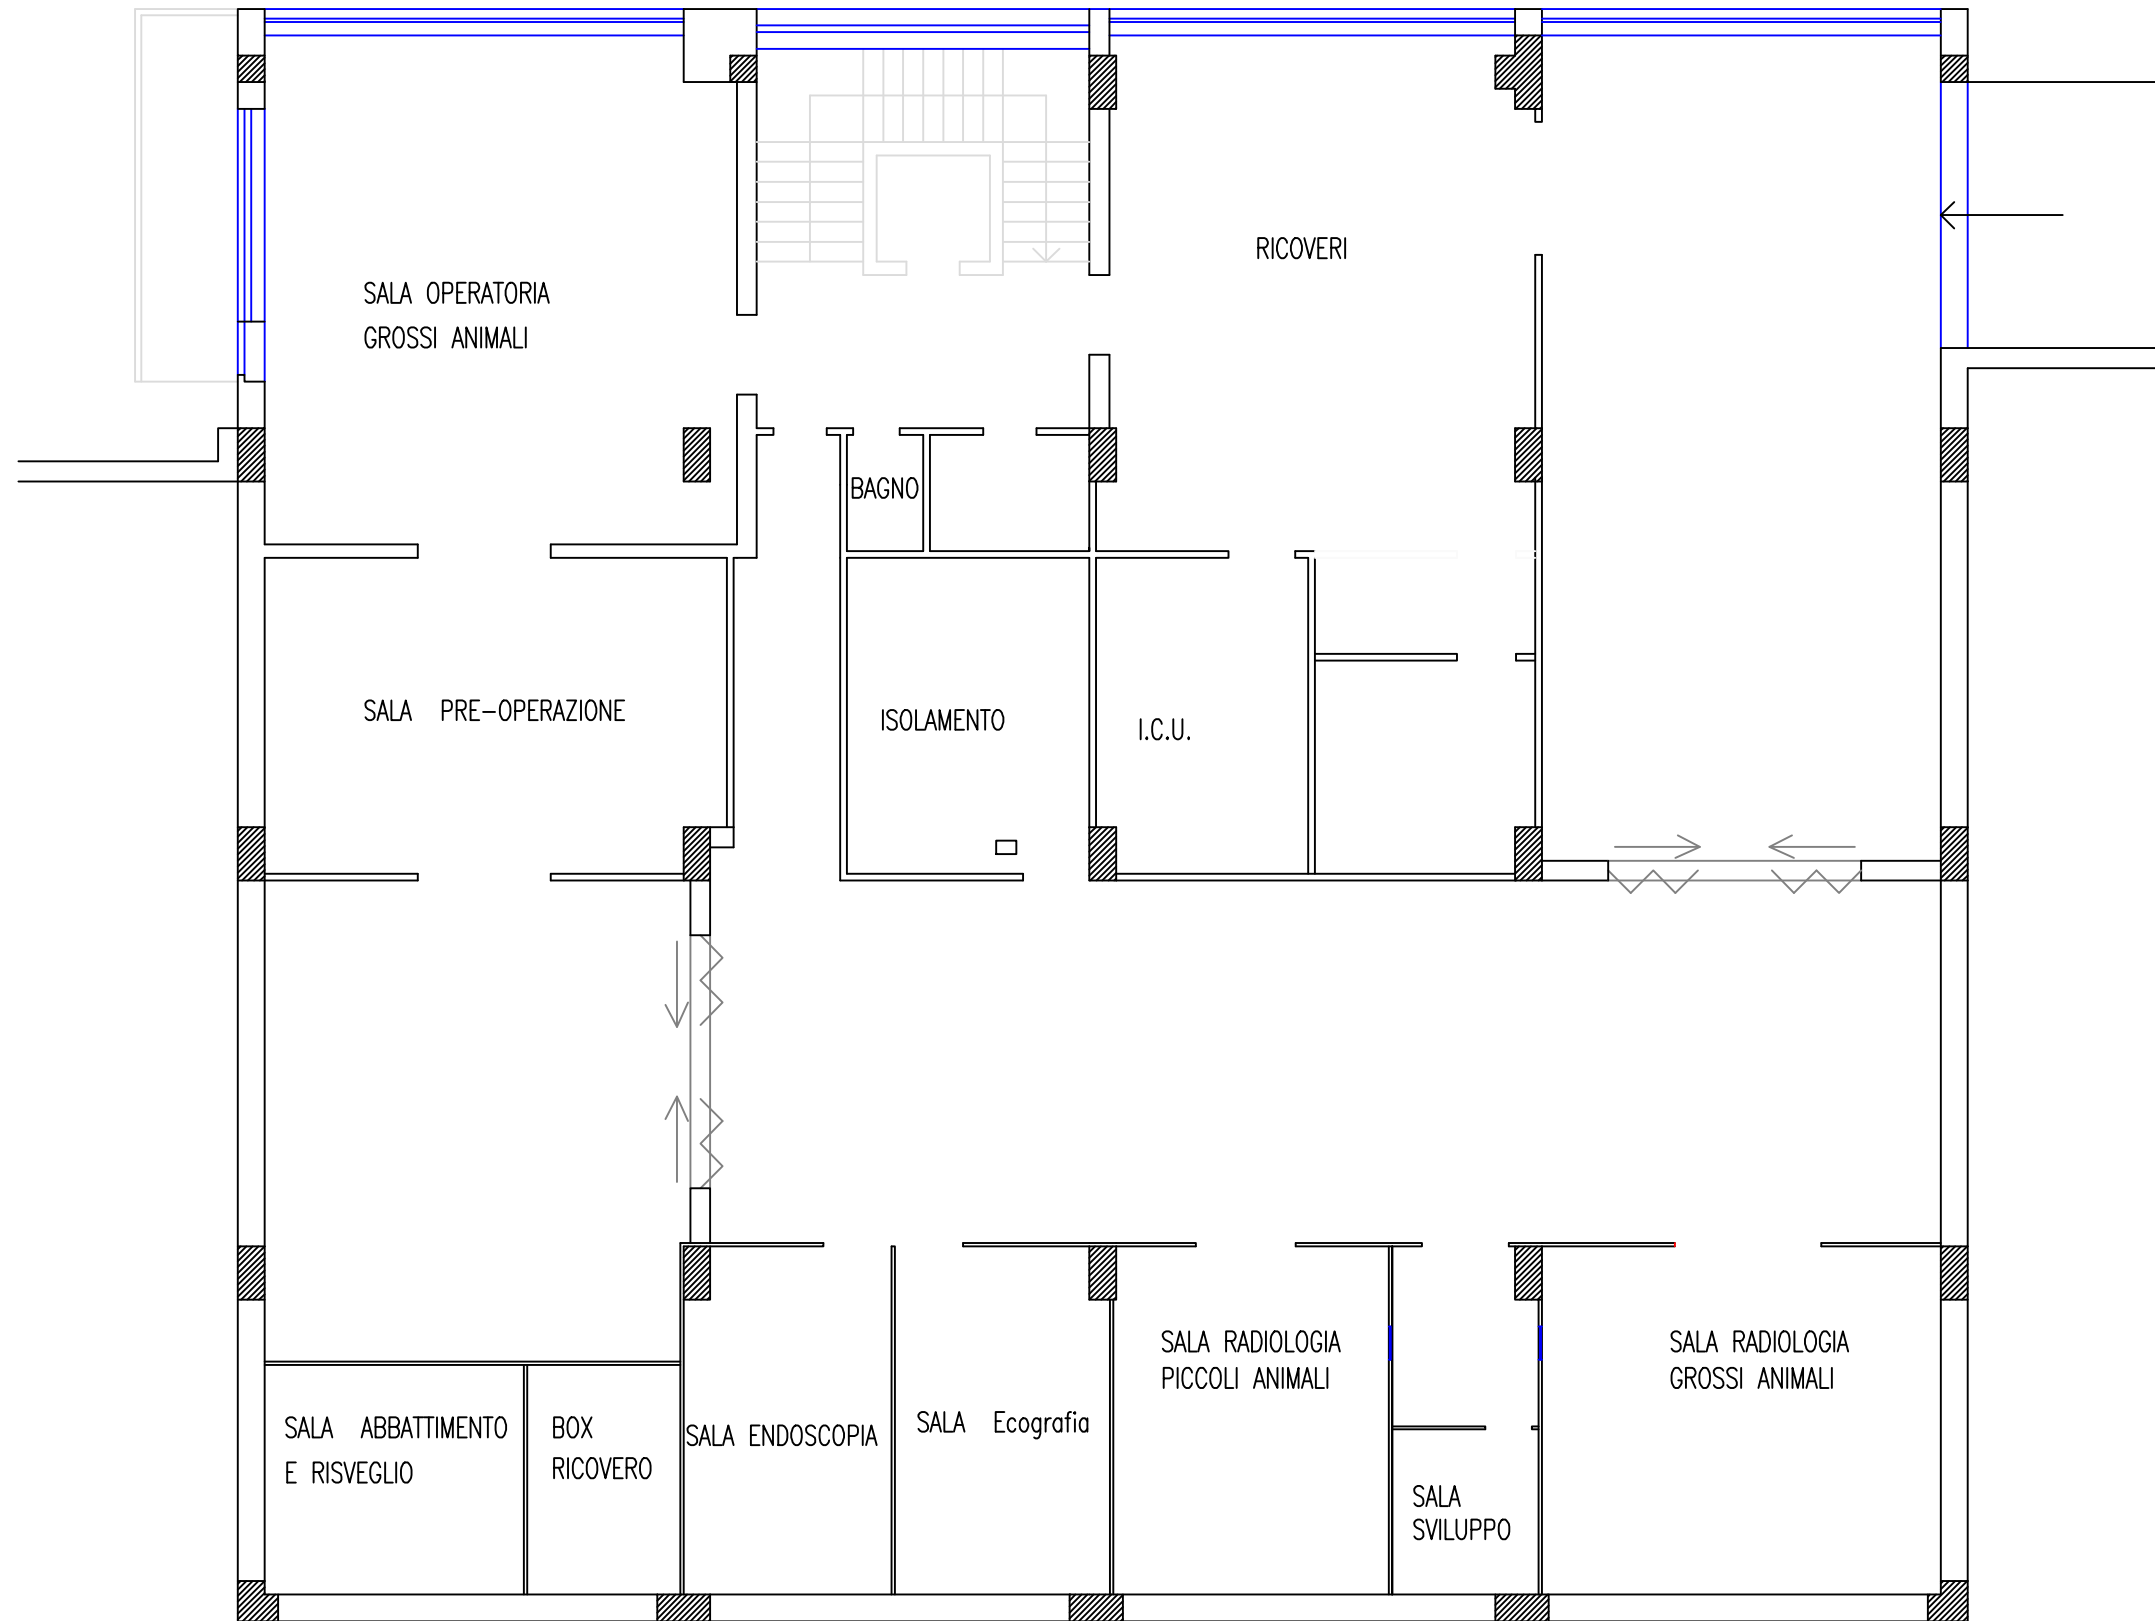 RICOVERI
SALA OPERATORIA
GROSSI ANIMALI
BAGNO
SALA PRE-OPERAZIONE
ISOLAMENTO
I.C.U.
SALA RADIOLOGIA
PICCOLI ANIMALI
SALA RADIOLOGIA
GROSSI ANIMALI
SALA ABBATTIMENTO
E RISVEGLIO
BOX
RICOVERO
SALA ENDOSCOPIA
SALA Ecografia
SALA
SVILUPPO